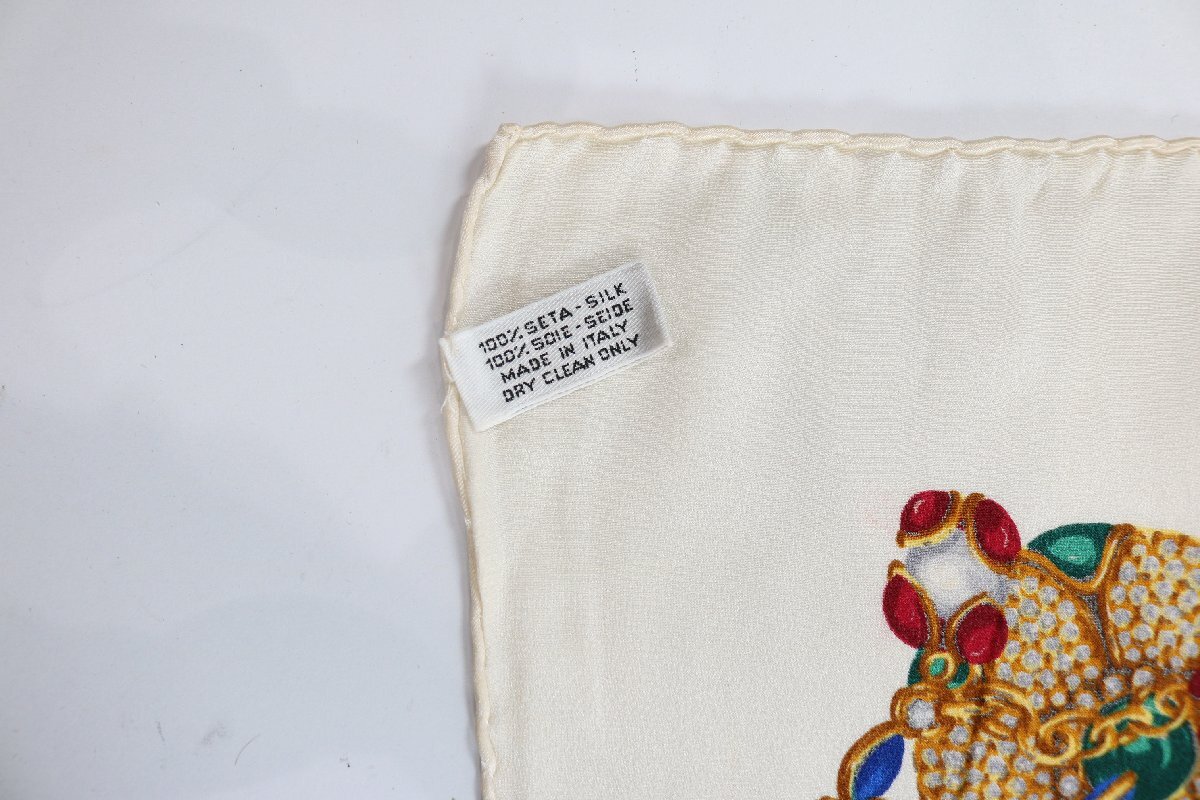 100% SETA - SILK
100% SOIE - SEIDE
MADE IN ITALY
DRY CLEAN ONLY